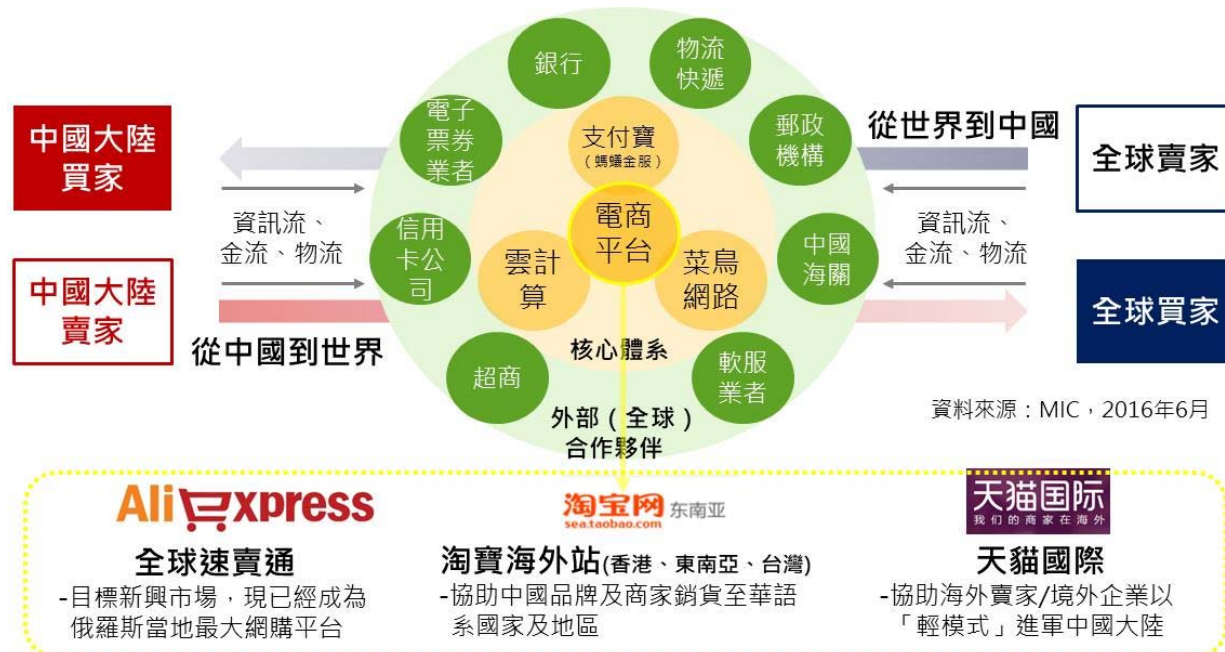 銀行
物流
快遞
電子
票券
業者
支付寶
（螞蟻金服）
郵政
機構
中國大陸
買家
從世界到中國
全球賣家
資訊流、
金流、物流
信用
卡公
司
電商
平台
雲計
算
菜鳥
網路
中國
海關
資訊流、
金流、物流
中國大陸
賣家
從中國到世界
全球買家
核心體系
超商
軟服
業者
外部（全球）
合作夥伴
資料來源：MIC，2016年6月
AliExpress
全球速賣通
-目標新興市場，現已經成為
俄羅斯當地最大網購平台
淘宝网 东南亚
sea.taobao.com
淘寶海外站(香港、東南亞、台灣)
-協助中國品牌及商家銷貨至華語
系國家及地區
天猫国际
我们的商家在海外
天貓國際
-協助海外賣家/境外企業以
「輕模式」進軍中國大陸